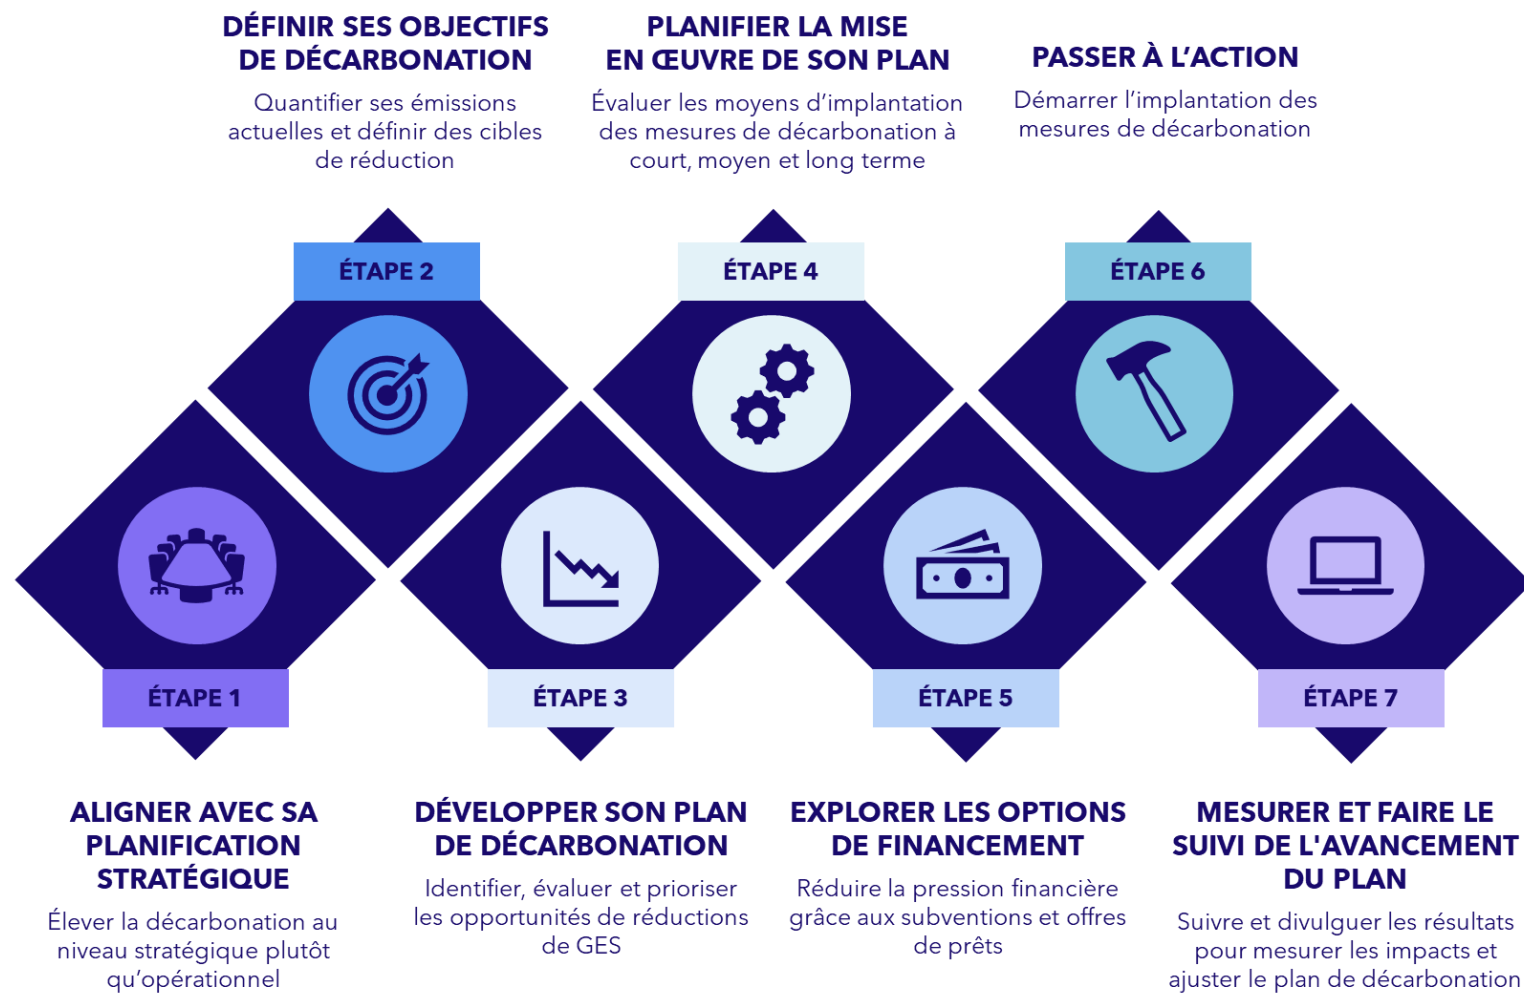 DÉFINIR SES OBJECTIFS
DE DÉCARBONATION
Quantifier ses émissions
actuelles et définir des cibles
de réduction
PLANIFIER LA MISE
EN ŒUVRE DE SON PLAN
Évaluer les moyens d’implantation
des mesures de décarbonation à
court, moyen et long terme
PASSER À L’ACTION
Démarrer l’implantation des
mesures de décarbonation
ÉTAPE 2
ÉTAPE 4
ÉTAPE 6
ÉTAPE 1
ÉTAPE 3
ÉTAPE 5
ÉTAPE 7
ALIGNER AVEC SA
PLANIFICATION
STRATÉGIQUE
Élever la décarbonation au
niveau stratégique plutôt
qu’opérationnel
DÉVELOPPER SON PLAN
DE DÉCARBONATION
Identifier, évaluer et prioriser
les opportunités de réductions
de GES
EXPLORER LES OPTIONS
DE FINANCEMENT
Réduire la pression financière
grâce aux subventions et offres
de prêts
MESURER ET FAIRE LE
SUIVI DE L'AVANCEMENT
DU PLAN
Suivre et divulguer les résultats
pour mesurer les impacts et
ajuster le plan de décarbonation